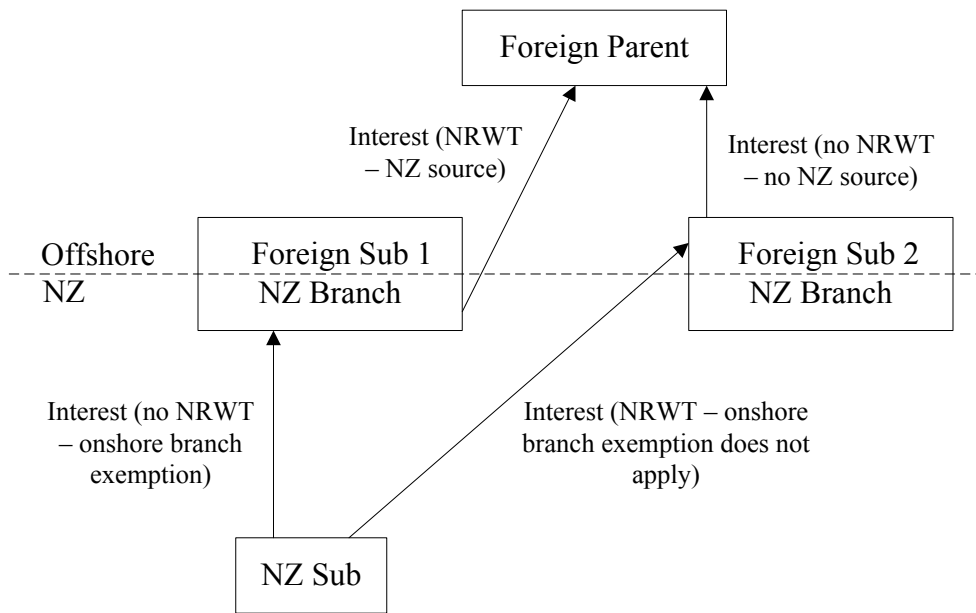 Foreign Parent
Interest (NRWT
– NZ source)
Interest (no NRWT
– no NZ source)
Offshore
NZ
Foreign Sub 1
NZ Branch
Foreign Sub 2
NZ Branch
Interest (no NRWT
– onshore branch
exemption)
Interest (NRWT – onshore
branch exemption does not
apply)
NZ Sub